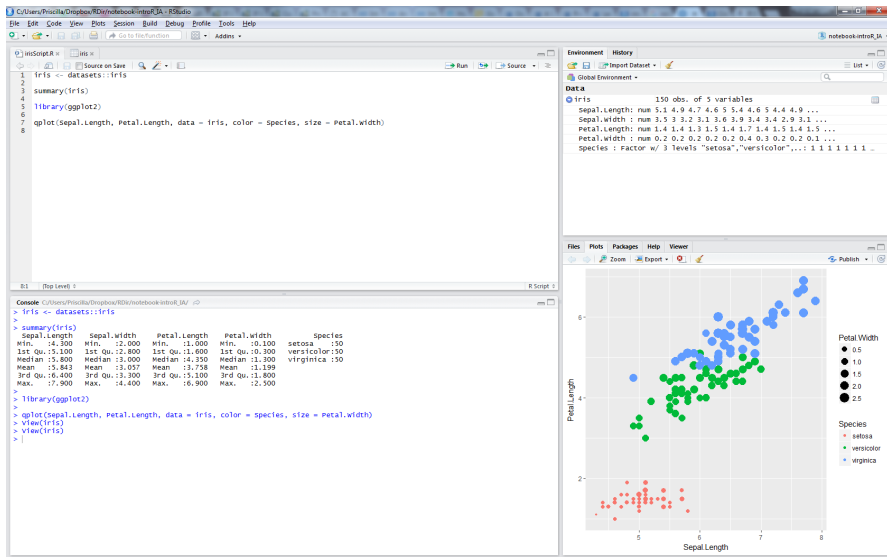 C:/Users/Priscilla/Dropbox/RDir/notebook-introR_IA - RStudio
File Edit Code View Plots Session Build Debug Profile Tools Help
Go to file/function Addins notebook-introR_IA
irisScript.R iris
Source on Save Run Source
1 iris <- datasets::iris
2
3 summary(iris)
4
5 library(ggplot2)
6
7 qplot(Sepal.Length, Petal.Length, data = iris, color = Species, size = Petal.Width)
8
8:1 (Top Level) R Script
Console C:/Users/Priscilla/Dropbox/RDir/notebook-introR_IA/
> iris <- datasets::iris
>
> summary(iris)
Sepal.Length Sepal.Width Petal.Length Petal.Width Species
Min. :4.300 Min. :2.000 Min. :1.000 Min. :0.100 setosa :50
1st Qu.:5.100 1st Qu.:2.800 1st Qu.:1.600 1st Qu.:0.300 versicolor:50
Median :5.800 Median :3.000 Median :4.350 Median :1.300 virginica :50
Mean :5.843 Mean :3.057 Mean :3.758 Mean :1.199
3rd Qu.:6.400 3rd Qu.:3.300 3rd Qu.:5.100 3rd Qu.:1.800
Max. :7.900 Max. :4.400 Max. :6.900 Max. :2.500
>
> library(ggplot2)
>
> qplot(Sepal.Length, Petal.Length, data = iris, color = Species, size = Petal.Width)
> View(iris)
> View(iris)
>
Environment History
Import Dataset List
Global Environment
Data
iris 150 obs. of 5 variables
Sepal.Length: num 5.1 4.9 4.7 4.6 5 5.4 4.6 5 4.4 4.9 ...
Sepal.Width : num 3.5 3 3.2 3.1 3.6 3.9 3.4 3.4 2.9 3.1 ...
Petal.Length: num 1.4 1.4 1.3 1.5 1.4 1.7 1.4 1.5 1.4 1.5 ...
Petal.Width : num 0.2 0.2 0.2 0.2 0.2 0.4 0.3 0.2 0.2 0.1 ...
Species : Factor w/ 3 levels "setosa","versicolor",..: 1 1 1 1 1 1 1 …
Files Plots Packages Help Viewer
Zoom Export Publish
6
4
2
Petal.Length
5 6 7 8
Sepal.Length
Petal.Width
0.5
1.0
1.5
2.0
2.5
Species
setosa
versicolor
virginica